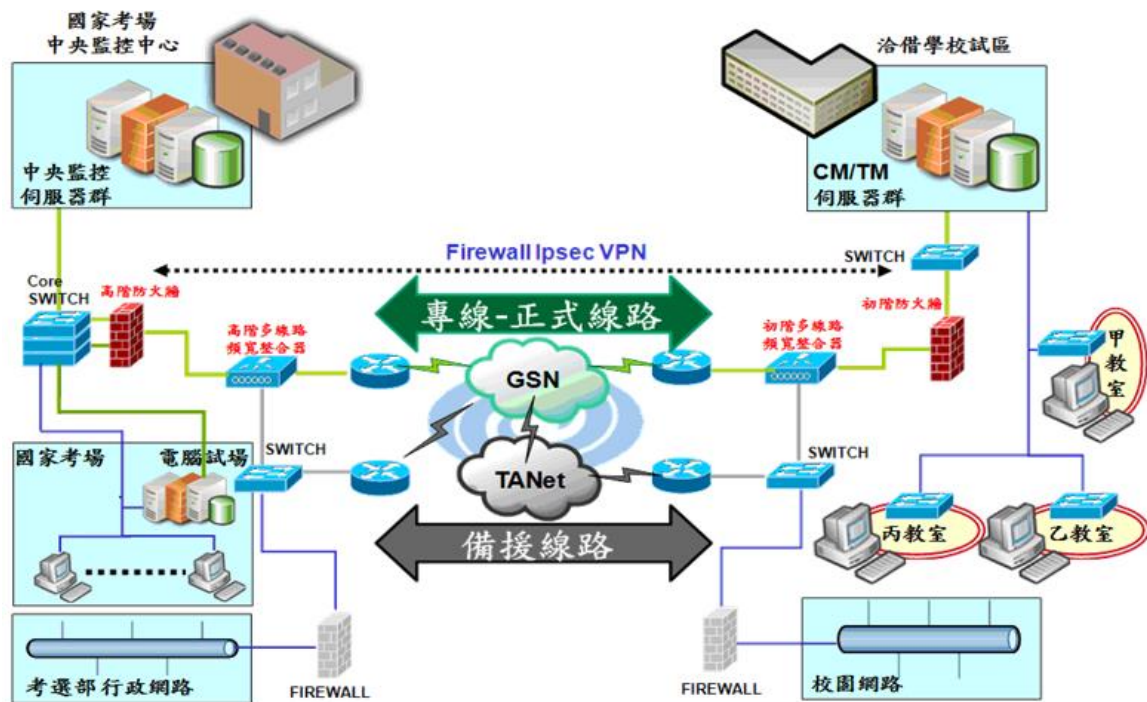 國家考場
中央監控中心
洽借學校試區
中央監控
伺服器群
CM/TM
伺服器群
Firewall Ipsec VPN
SWITCH
Core
SWITCH
高階防火牆
專線-正式線路
初階防火牆
高階多線路
頻寬整合器
初階多線路
頻寬整合器
GSN
甲教室
國家考場
電腦試場
SWITCH
SWITCH
TANet
丙教室
乙教室
備援線路
考選部行政網路
FIREWALL
FIREWALL
校園網路